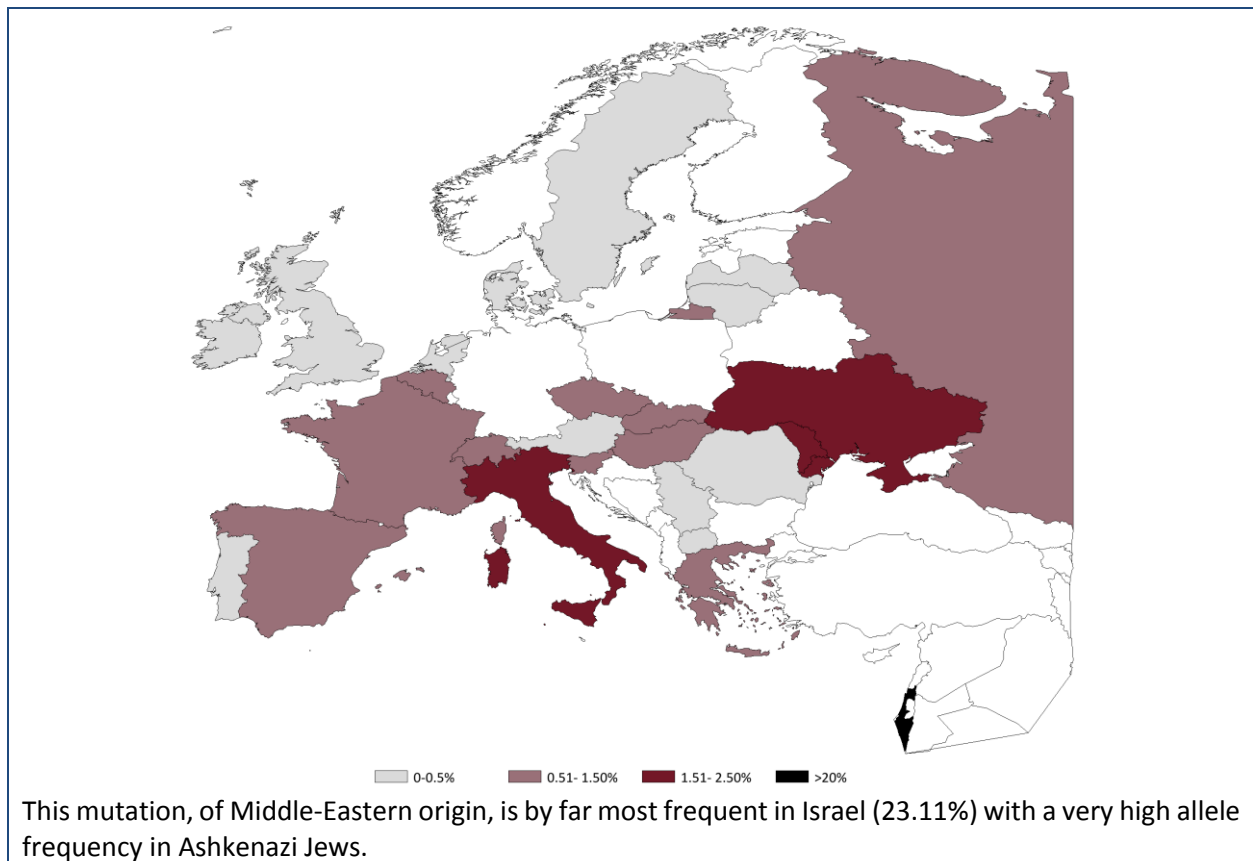 0-0.5% 0.51- 1.50% 1.51- 2.50% >20%
This mutation, of Middle-Eastern origin, is by far most frequent in Israel (23.11%) with a very high allele
frequency in Ashkenazi Jews.